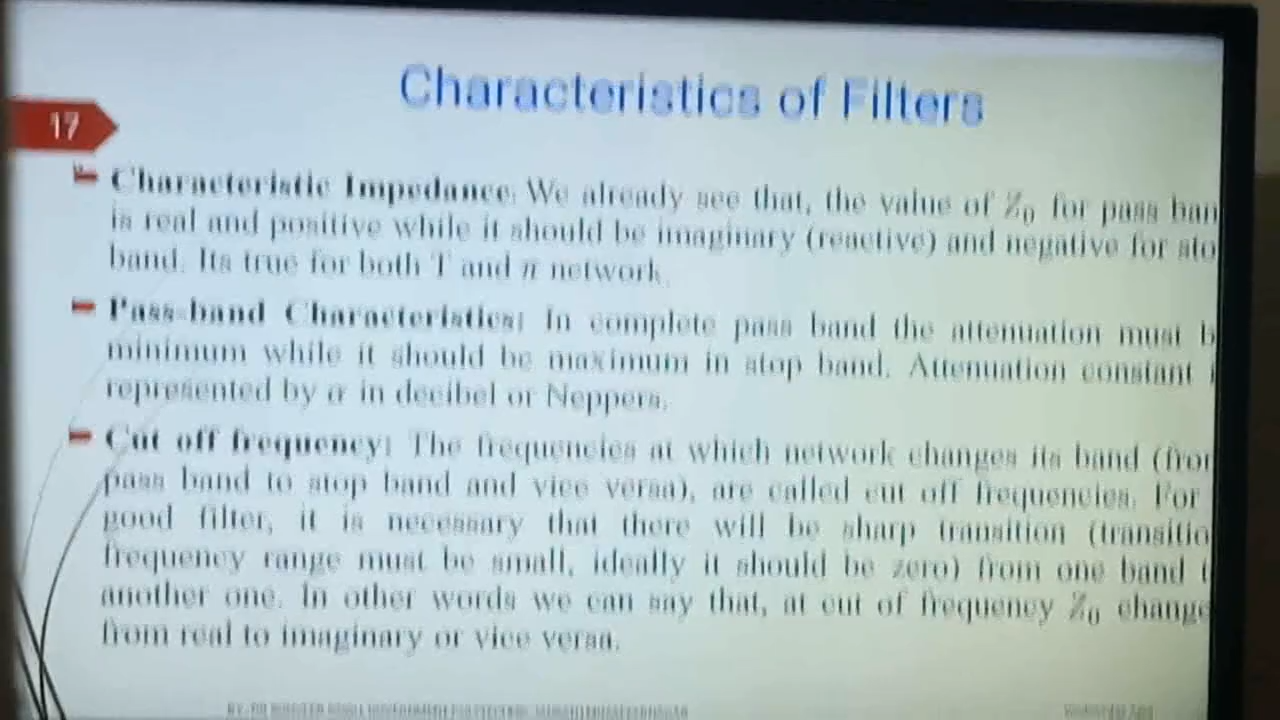 Characteristics of Filters
17
Characteristic Impedance: We already see that, the value of Z₀ for pass ban
is real and positive while it should be imaginary (reactive) and negative for sto
band. Its true for both T and π network.
Pass-band Characteristics: In complete pass band the attenuation must b
minimum while it should be maximum in stop band. Attenuation constant i
represented by α in decibel or Neppers.
Cut off frequency: The frequencies at which network changes its band (from
pass band to stop band and vice versa), are called cut off frequencies. For
good filter, it is necessary that there will be sharp transition (transitio
frequency range must be small, ideally it should be zero) from one band t
another one. In other words we can say that, at cut of frequency Z₀ change
from real to imaginary or vice versa.